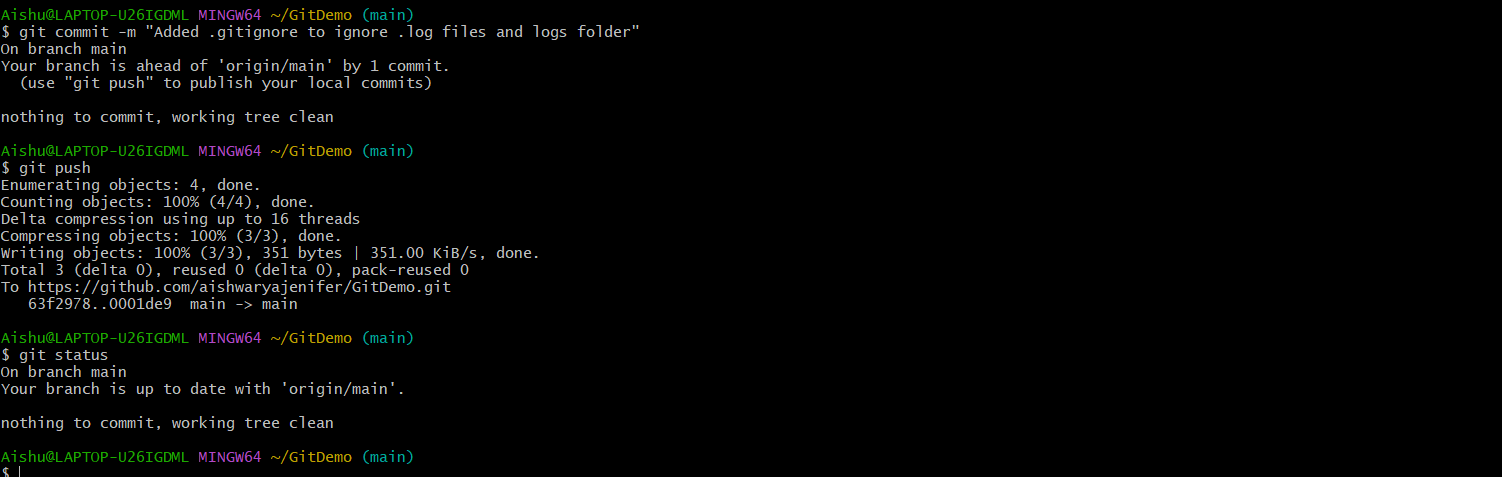 Aishu@LAPTOP-U26IGDML MINGW64 ~/GitDemo (main)
$ git commit -m "Added .gitignore to ignore .log files and logs folder"
On branch main
Your branch is ahead of 'origin/main' by 1 commit.
  (use "git push" to publish your local commits)
nothing to commit, working tree clean
Aishu@LAPTOP-U26IGDML MINGW64 ~/GitDemo (main)
$ git push
Enumerating objects: 4, done.
Counting objects: 100% (4/4), done.
Delta compression using up to 16 threads
Compressing objects: 100% (3/3), done.
Writing objects: 100% (3/3), 351 bytes | 351.00 KiB/s, done.
Total 3 (delta 0), reused 0 (delta 0), pack-reused 0
To https://github.com/aishwaryajenifer/GitDemo.git
   63f2978..0001de9  main -> main
Aishu@LAPTOP-U26IGDML MINGW64 ~/GitDemo (main)
$ git status
On branch main
Your branch is up to date with 'origin/main'.
nothing to commit, working tree clean
Aishu@LAPTOP-U26IGDML MINGW64 ~/GitDemo (main)
$